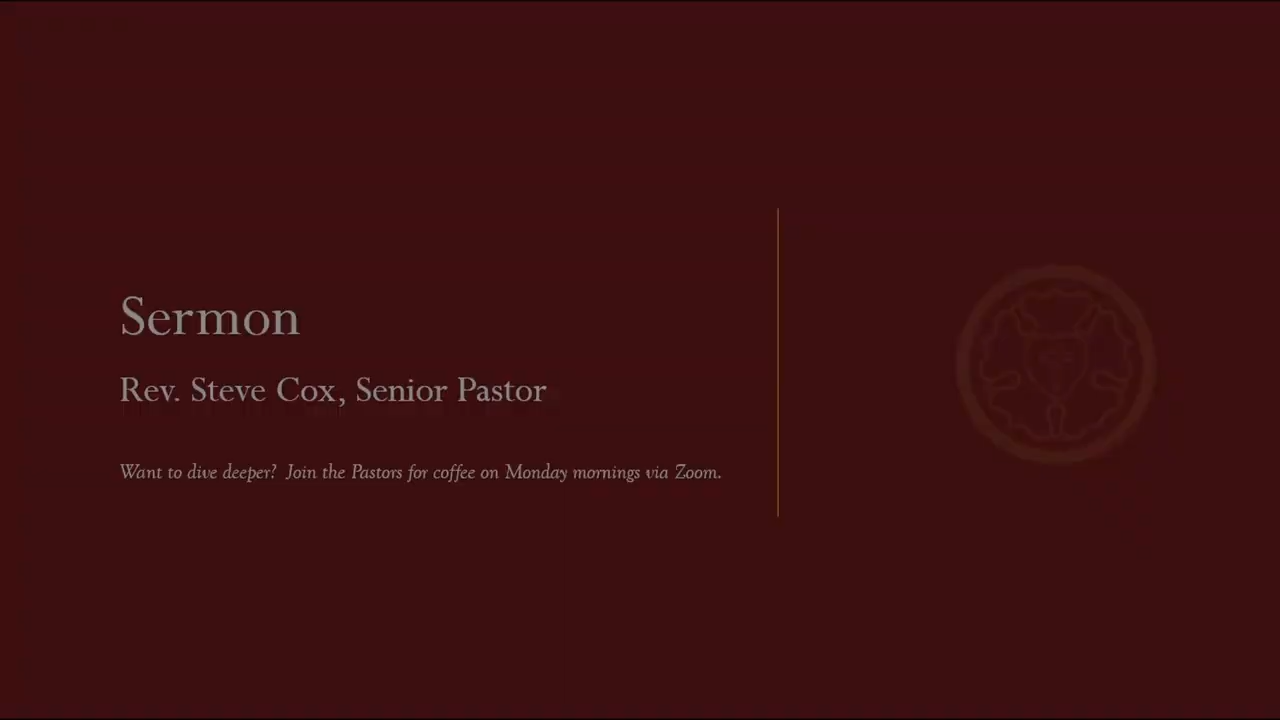 Sermon
Rev. Steve Cox, Senior Pastor
Want to dive deeper?  Join the Pastors for coffee on Monday mornings via Zoom.